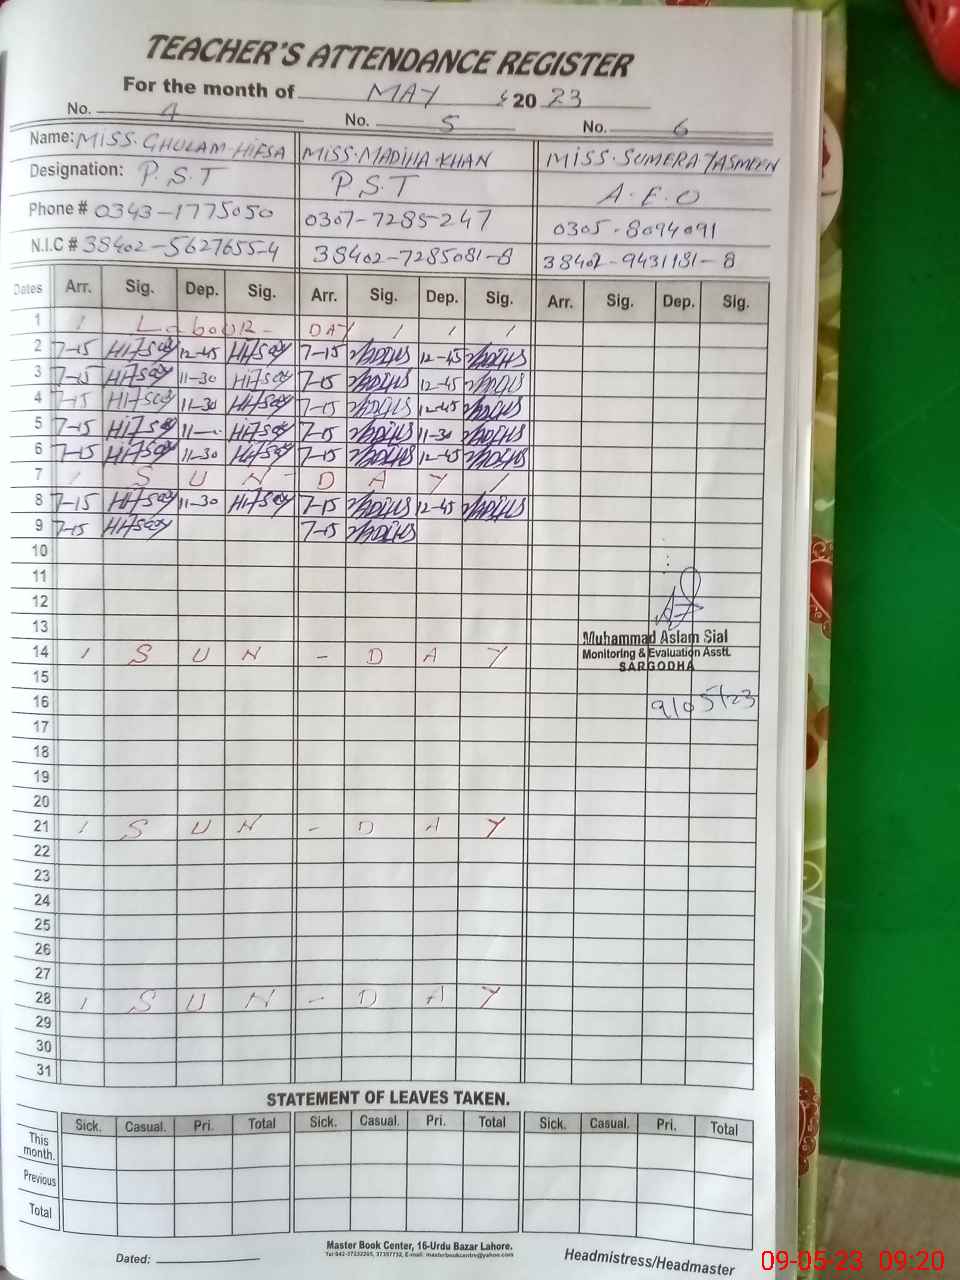 TEACHER'S ATTENDANCE REGISTER
For the month of MAY 2023
No. 4 No. 5 No. 6
Name: MISS. GHULAM-HIFSA MISS. MADIHA-KHAN MISS. SUMERA YASMEEN
Designation: P.S.T P.S.T A.E.O
Phone # 0343-1775050 0307-7285-247 0305-8094091
N.I.C # 38402-5627655-4 38402-7285081-8 38402-9431181-8
Dates Arr. Sig. Dep. Sig. Arr. Sig. Dep. Sig. Arr. Sig. Dep. Sig.
1 / Labour - DAY / / /
2 7-15 Hifsa 12-45 Hifsa 7-15 Madiha 12-45 Madiha
3 7-15 Hifsa 11-30 Hifsa 7-15 Madiha 12-45 Madiha
4 7-15 Hifsa 11-30 Hifsa 7-15 Madiha 12-45 Madiha
5 7-15 Hifsa 11-- Hifsa 7-15 Madiha 11-30 Madiha
6 7-15 Hifsa 11-30 Hifsa 7-15 Madiha 12-45 Madiha
7 / S U N - D A Y /
8 7-15 Hifsa 11-30 Hifsa 7-15 Madiha 12-45 Madiha
9 7-15 Hifsa 7-15 Madiha
10
11
12
13 Muhammad Aslam Sial
14 / S U N - D A Y Monitoring & Evaluation Asstt.
SARGODHA
15
16 9/05/23
17
18
19
20
21 / S U N - D A Y
22
23
24
25
26
27
28 / S U N - D A Y
29
30
31
STATEMENT OF LEAVES TAKEN.
Sick. Casual. Pri. Total Sick. Casual. Pri. Total Sick. Casual. Pri. Total
This month.
Previous
Total
Master Book Center, 16-Urdu Bazar Lahore.
Dated: Headmistress/Headmaster
09-05-23 09:20